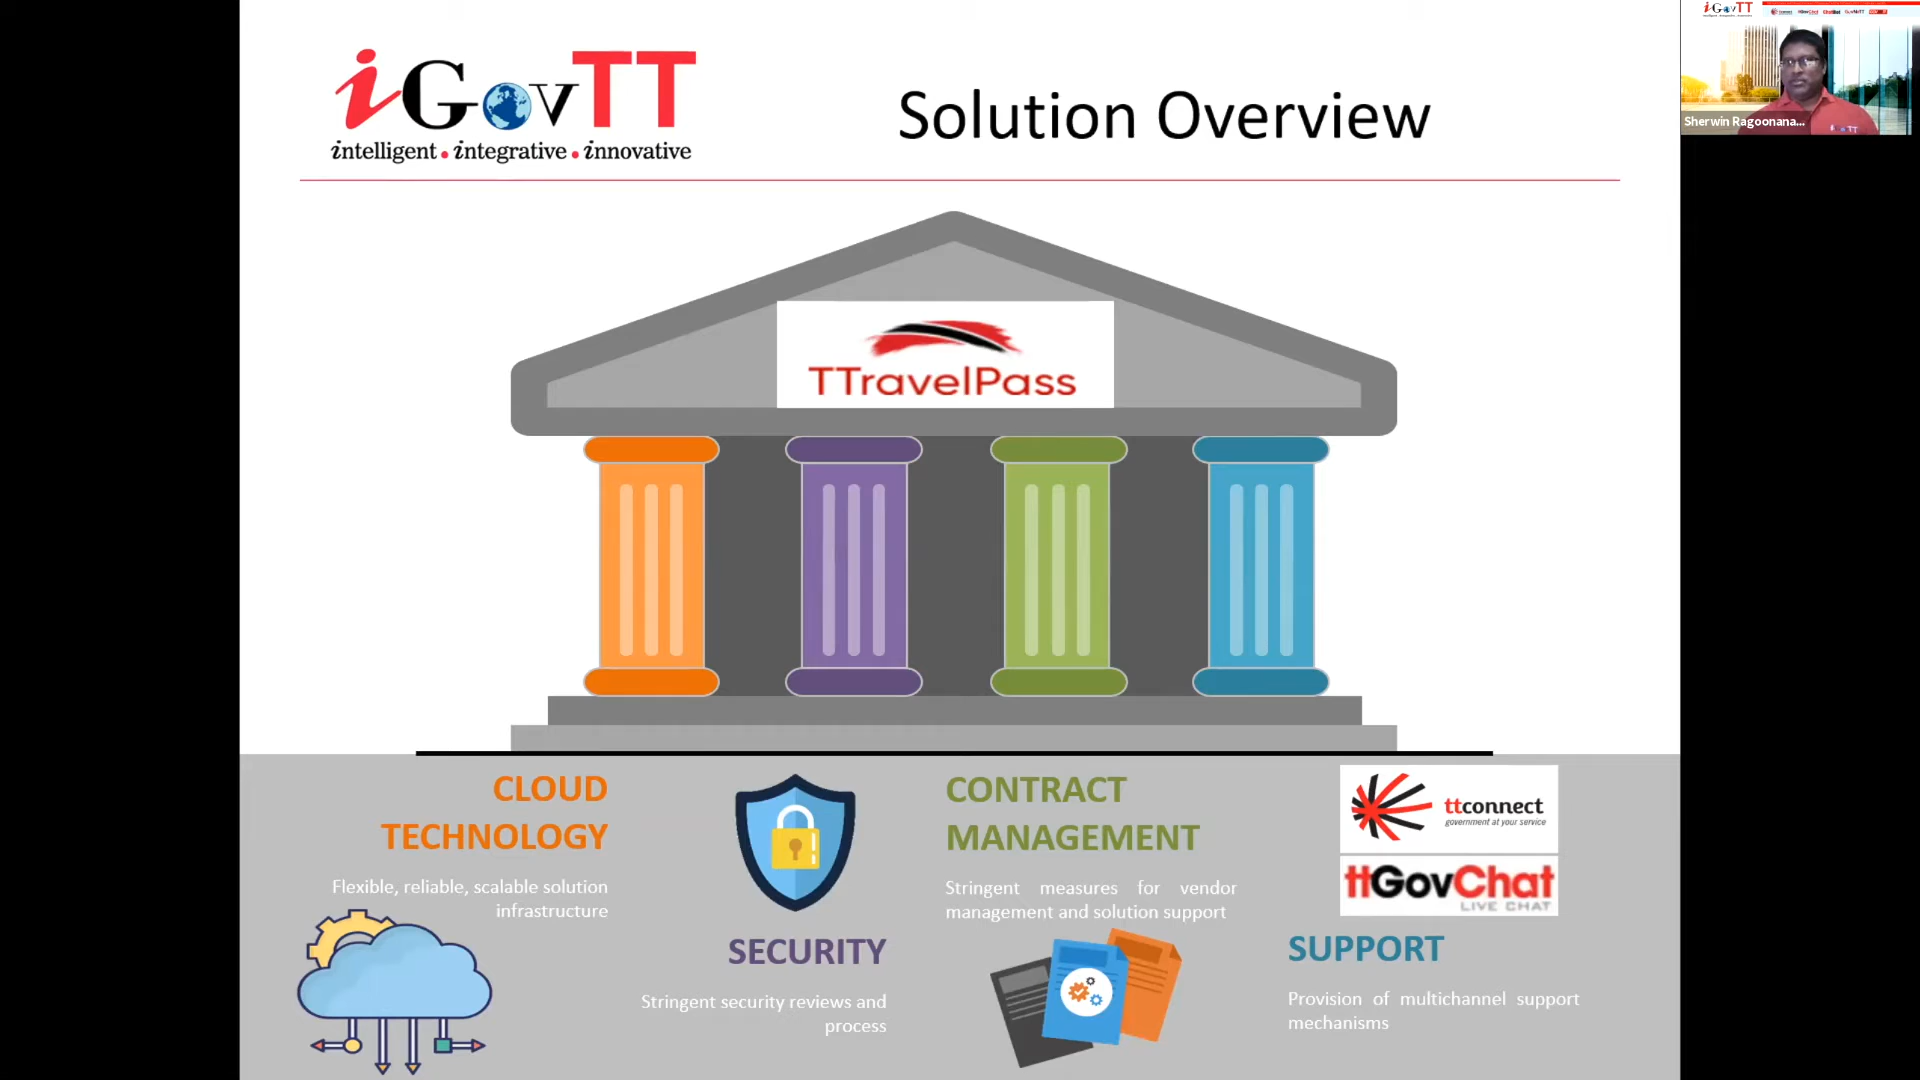 iGovTT
intelligent • integrative • innovative
Solution Overview
Sherwin Ragoonana...
TTravelPass
CLOUD
TECHNOLOGY
Flexible, reliable, scalable solution
infrastructure
SECURITY
Stringent security reviews and
process
CONTRACT
MANAGEMENT
Stringent measures for vendor
management and solution support
ttconnect
government at your service
ttGovChat
LIVE CHAT
SUPPORT
Provision of multichannel support
mechanisms